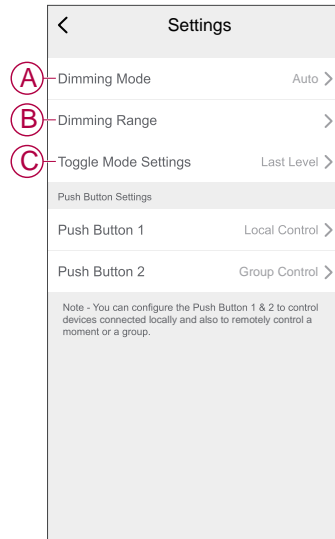 Settings
A Dimming Mode Auto
B Dimming Range
C Toggle Mode Settings Last Level
Push Button Settings
Push Button 1 Local Control
Push Button 2 Group Control
Note - You can configure the Push Button 1 & 2 to control
devices connected locally and also to remotely control a
moment or a group.